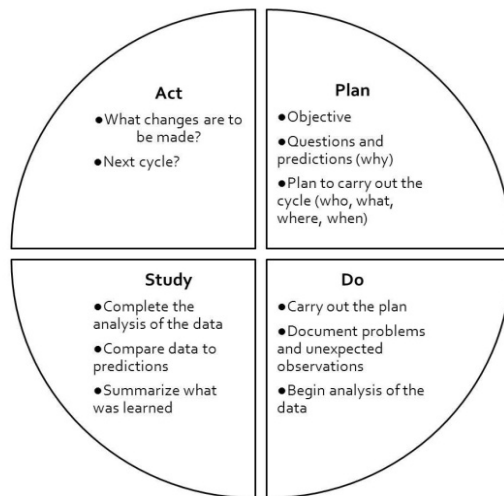 Act
●What changes are to
be made?
●Next cycle?
Plan
●Objective
●Questions and
predictions (why)
●Plan to carry out the
cycle (who, what,
where, when)
Study
●Complete the
analysis of the data
●Compare data to
predictions
●Summarize what
was learned
Do
●Carry out the plan
●Document problems
and unexpected
observations
●Begin analysis of the
data